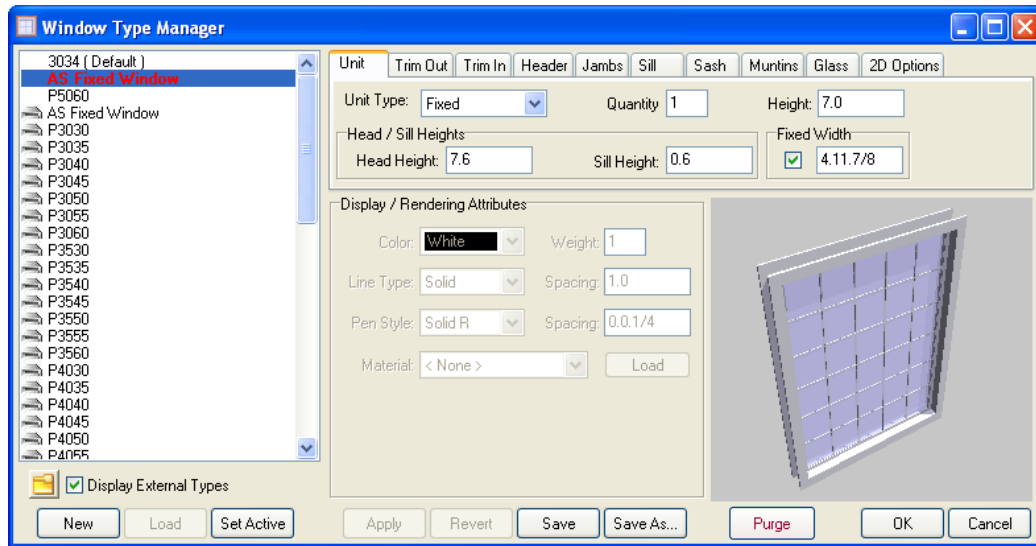 Window Type Manager
3034 ( Default )
AS Fixed Window
P5060
AS Fixed Window
P3030
P3035
P3040
P3045
P3050
P3055
P3060
P3530
P3535
P3540
P3545
P3550
P3555
P3560
P4030
P4035
P4040
P4045
P4050
P4055
Display External Types
New Load Set Active
Unit Trim Out Trim In Header Jambs Sill Sash Muntins Glass 2D Options
Unit Type: Fixed Quantity 1 Height: 7.0
Head / Sill Heights Fixed Width
Head Height: 7.6 Sill Height: 0.6 4.11.7/8
Display / Rendering Attributes
Color: White Weight: 1
Line Type: Solid Spacing: 1.0
Pen Style: Solid R Spacing: 0.0.1/4
Material: < None > Load
Apply Revert Save Save As... Purge OK Cancel